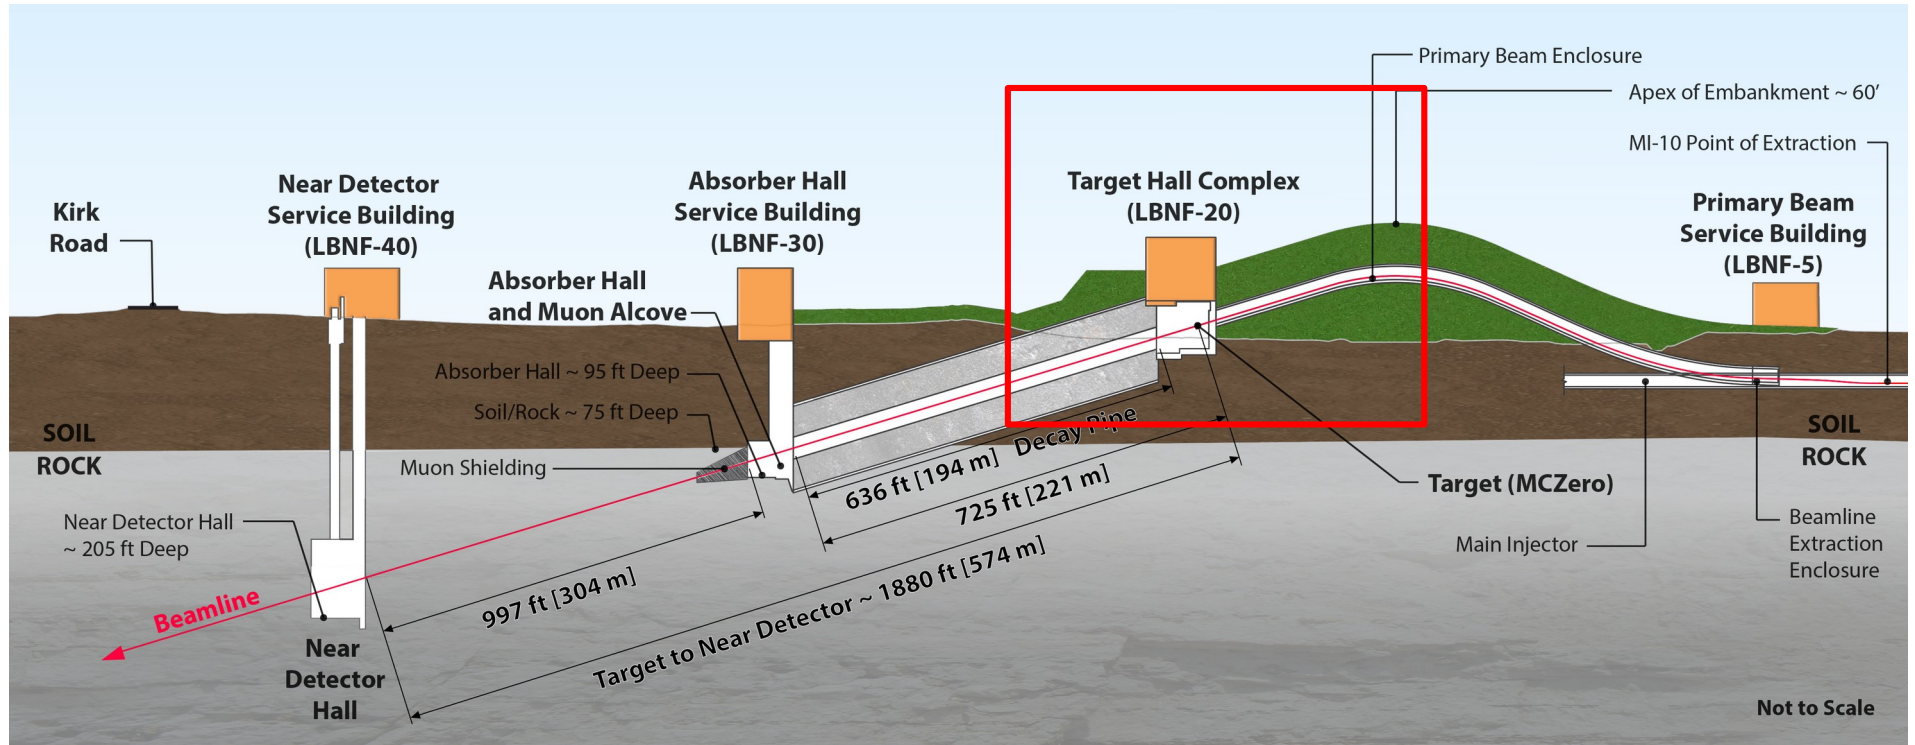 Primary Beam Enclosure
Apex of Embankment ~ 60’
MI-10 Point of Extraction
Kirk
Road
Near Detector
Service Building
(LBNF-40)
Absorber Hall
Service Building
(LBNF-30)
Target Hall Complex
(LBNF-20)
Primary Beam
Service Building
(LBNF-5)
Absorber Hall
and Muon Alcove
Absorber Hall ~ 95 ft Deep
Soil/Rock ~ 75 ft Deep
SOIL
ROCK
Muon Shielding
Near Detector Hall
~ 205 ft Deep
Beamline
Near
Detector
Hall
636 ft [194 m] Decay Pipe
725 ft [221 m]
997 ft [304 m]
Target to Near Detector ~ 1880 ft [574 m]
Target (MCZero)
Main Injector
Beamline
Extraction
Enclosure
SOIL
ROCK
Not to Scale